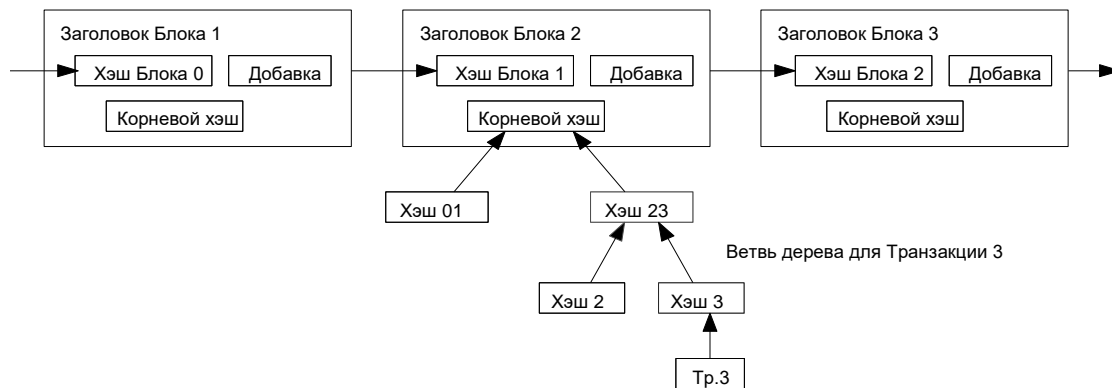 Заголовок Блока 1
Хэш Блока 0
Добавка
Корневой хэш
Заголовок Блока 2
Хэш Блока 1
Добавка
Корневой хэш
Заголовок Блока 3
Хэш Блока 2
Добавка
Корневой хэш
Хэш 01
Хэш 23
Ветвь дерева для Транзакции 3
Хэш 2
Хэш 3
Тр.3